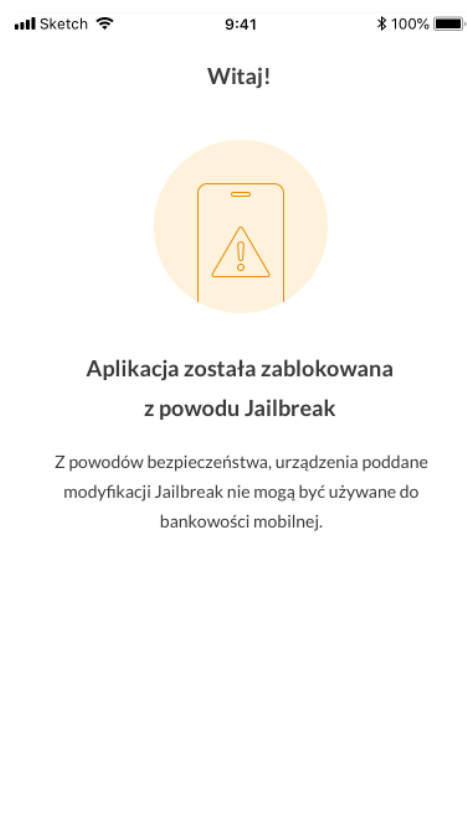 Sketch 9:41 100%
Witaj!
Aplikacja została zablokowana
z powodu Jailbreak
Z powodów bezpieczeństwa, urządzenia poddane
modyfikacji Jailbreak nie mogą być używane do
bankowości mobilnej.